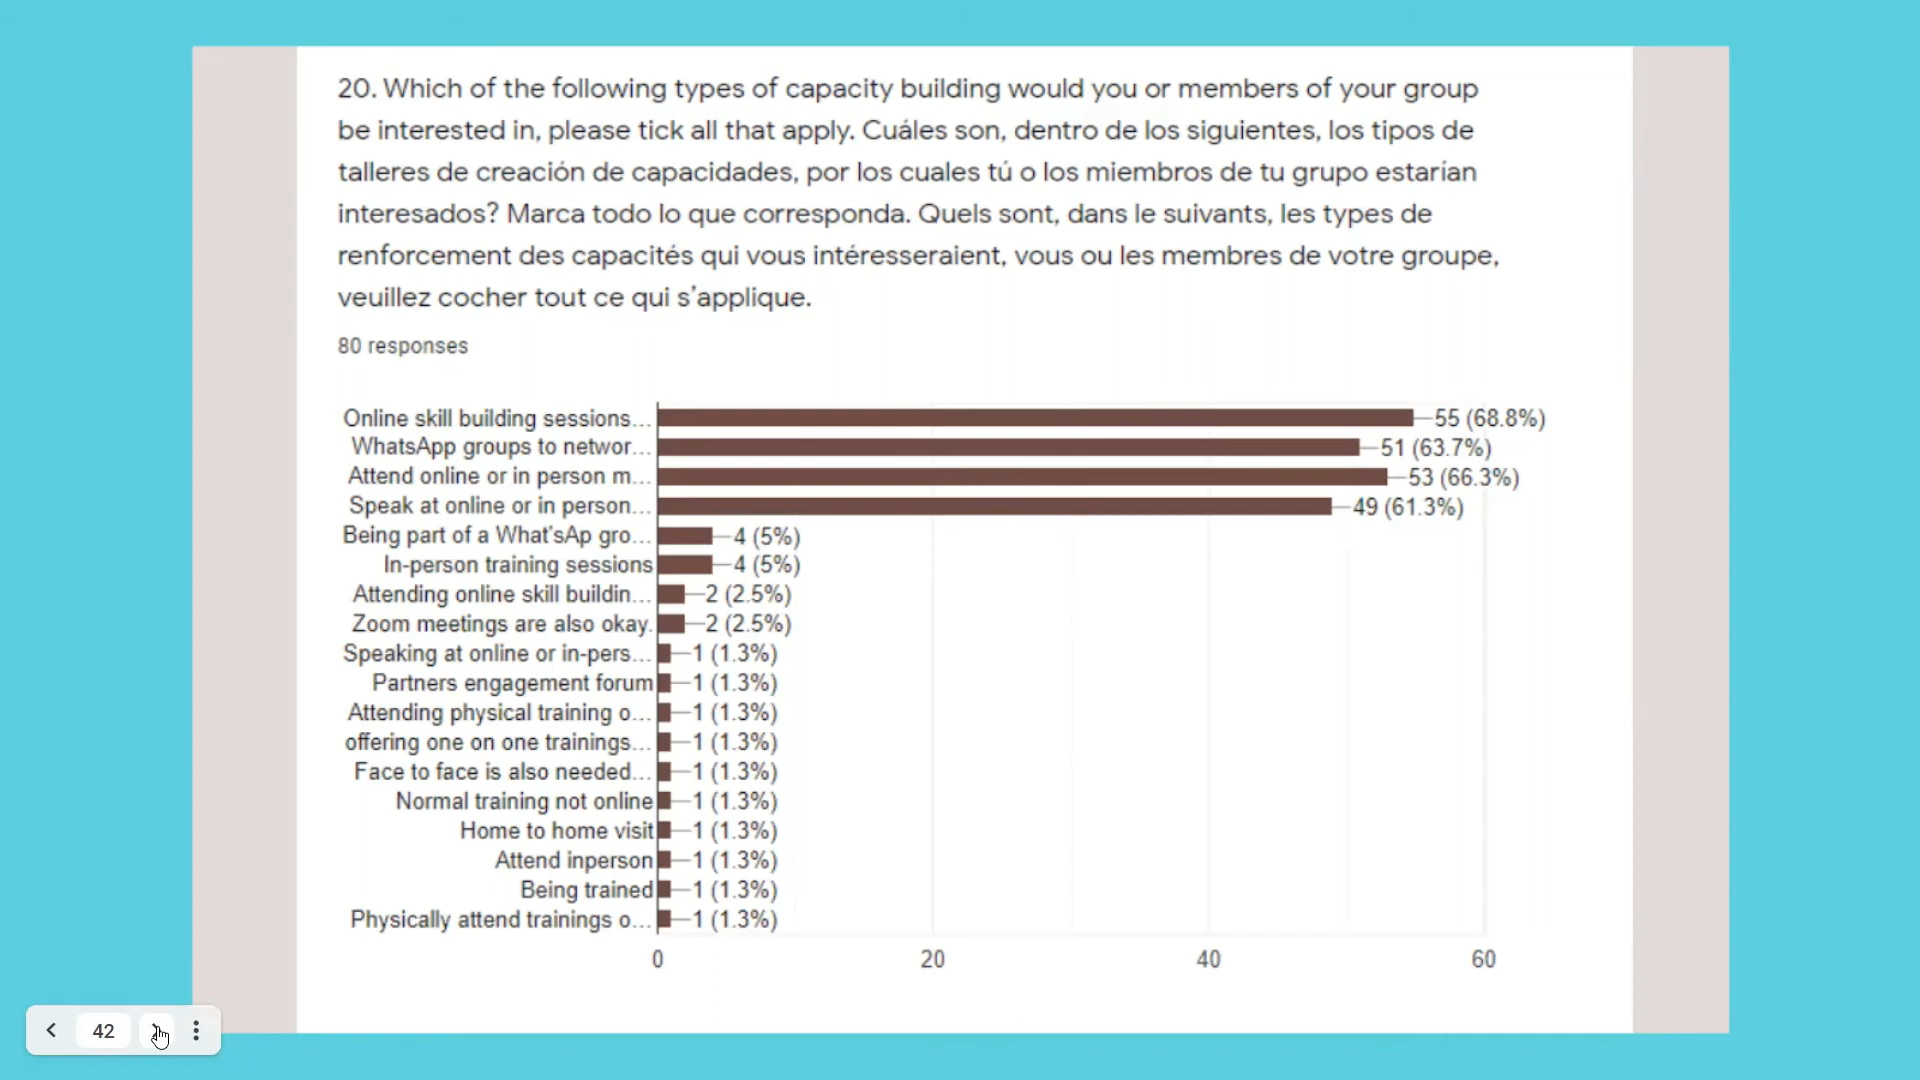 20. Which of the following types of capacity building would you or members of your group
be interested in, please tick all that apply. Cuáles son, dentro de los siguientes, los tipos de
talleres de creación de capacidades, por los cuales tú o los miembros de tu grupo estarían
interesados? Marca todo lo que corresponda. Quels sont, dans le suivants, les types de
renforcement des capacités qui vous intéresseraient, vous ou les membres de votre groupe,
veuillez cocher tout ce qui s'applique.
80 responses
Online skill building sessions... 55 (68.8%)
WhatsApp groups to networ... 51 (63.7%)
Attend online or in person m... 53 (66.3%)
Speak at online or in person... 49 (61.3%)
Being part of a What'sAp gro... 4 (5%)
In-person training sessions 4 (5%)
Attending online skill buildin... 2 (2.5%)
Zoom meetings are also okay. 2 (2.5%)
Speaking at online or in-pers... 1 (1.3%)
Partners engagement forum 1 (1.3%)
Attending physical training o... 1 (1.3%)
offering one on one trainings... 1 (1.3%)
Face to face is also needed... 1 (1.3%)
Normal training not online 1 (1.3%)
Home to home visit 1 (1.3%)
Attend inperson 1 (1.3%)
Being trained 1 (1.3%)
Physically attend trainings o... 1 (1.3%)
0 20 40 60
42